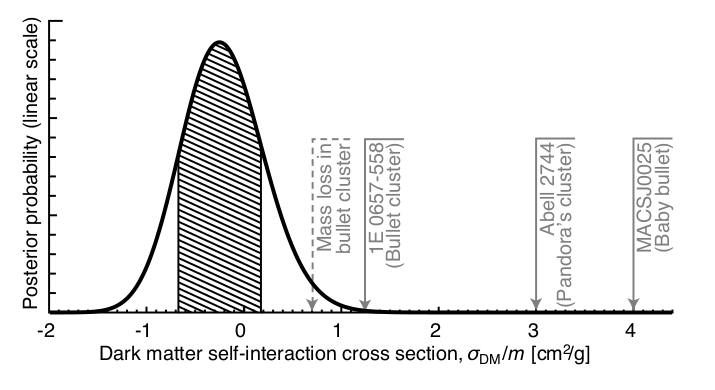 Posterior probability (linear scale)
Mass loss in
bullet cluster
1E 0657-558
(Bullet cluster)
Abell 2744
(Pandora's cluster)
MACSJ0025
(Baby bullet)
-2 -1 0 1 2 3 4
Dark matter self-interaction cross section, σDM/m [cm²/g]